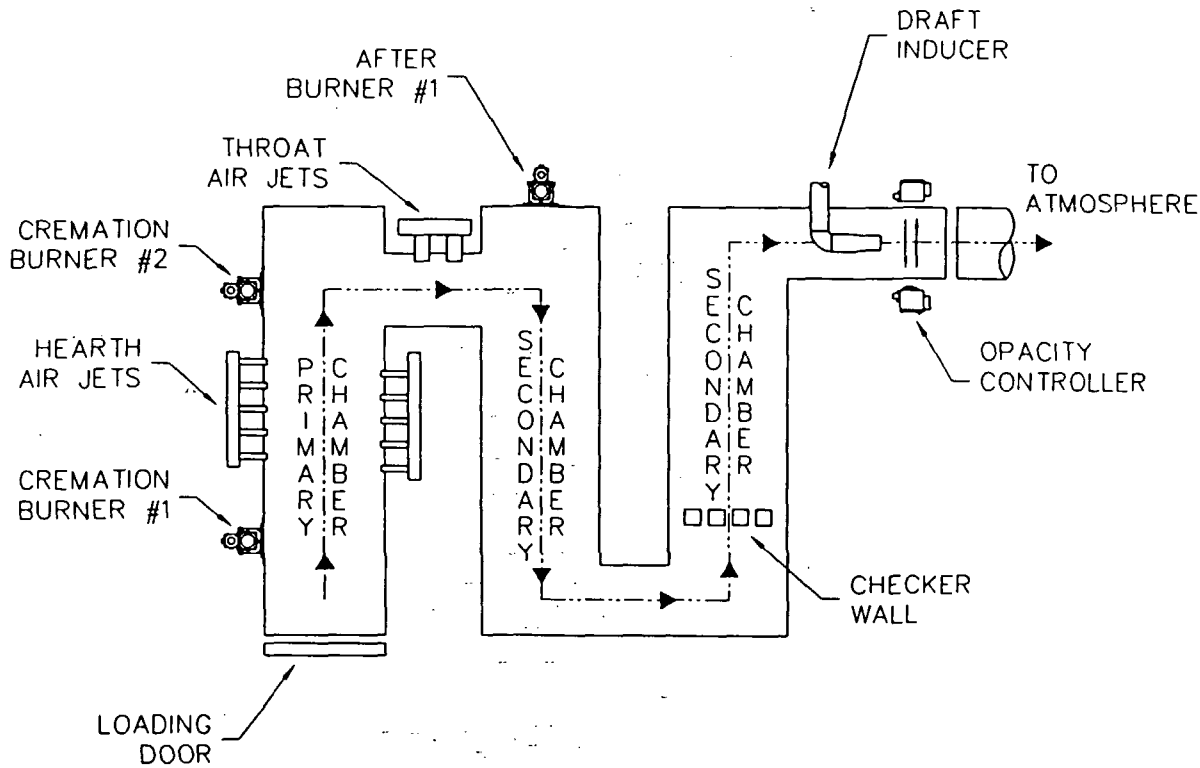 DRAFT
INDUCER
AFTER
BURNER #1
THROAT
AIR JETS
TO
ATMOSPHERE
CREMATION
BURNER #2
HEARTH
AIR JETS
PRIMARY
CHAMBER
SECONDARY
CHAMBER
SECONDARY
CHAMBER
OPACITY
CONTROLLER
CREMATION
BURNER #1
CHECKER
WALL
LOADING
DOOR